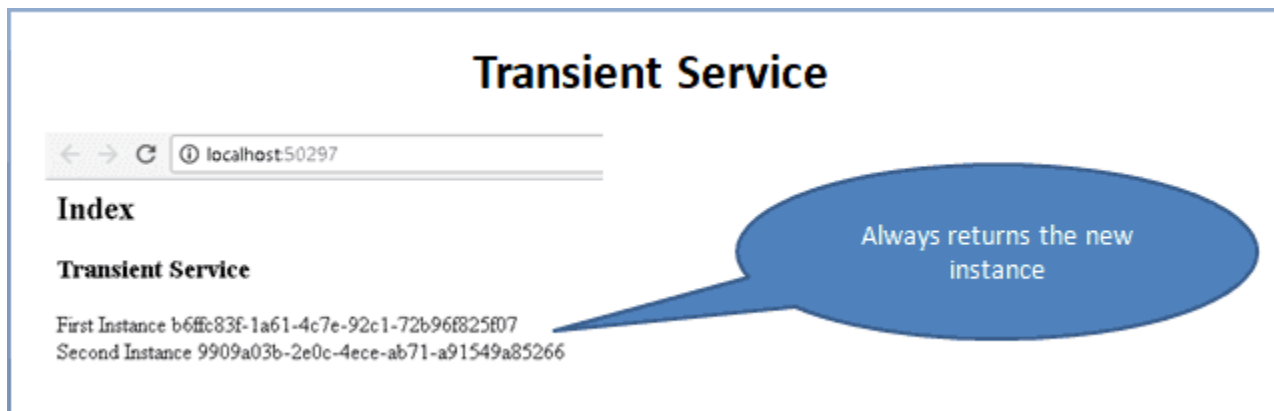 Transient Service
localhost:50297
Index
Transient Service
First Instance b6ffc83f-1a61-4c7e-92c1-72b96f825f07
Second Instance 9909a03b-2e0c-4ece-ab71-a91549a85266
Always returns the new
instance